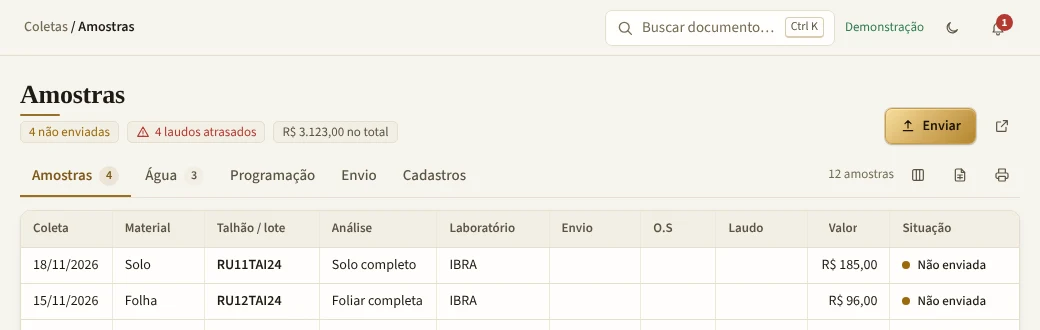 Coletas / Amostras
Buscar documento… Ctrl K
Demonstração
1
Amostras
4 não enviadas
4 laudos atrasados
R$ 3.123,00 no total
Enviar
Amostras 4
Água 3
Programação
Envio
Cadastros
12 amostras
Coleta Material Talhão / lote Análise Laboratório Envio O.S Laudo Valor Situação
18/11/2026 Solo RU11TAI24 Solo completo IBRA R$ 185,00 Não enviada
15/11/2026 Folha RU12TAI24 Foliar completa IBRA R$ 96,00 Não enviada